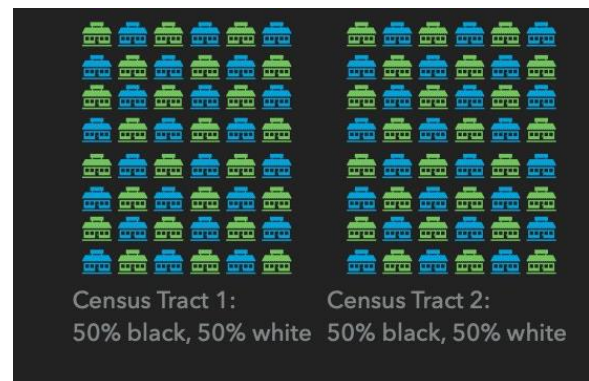 Census Tract 1:
50% black, 50% white
Census Tract 2:
50% black, 50% white